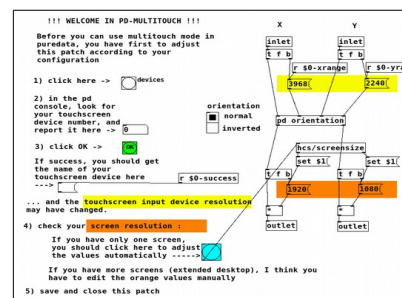 !!! WELCOME IN PD-MULTITOUCH !!!
Before you can use multitouch mode in
puredata, you have first to adjust
this patch according to your
configuration
1) click here ->
devices
2) in the pd
console, look for
your touchscreen
device number, and
report it here ->
0
3) click OK ->
OK
If success, you should get
the name of your
touchscreen device here
--->
r $0-success
... and the touchscreen input device resolution
may have changed.
4) check your screen resolution :
If you have only one screen,
you should click here to adjust
the values automatically ----->
If you have more screens (extended desktop), I think you
have to edit the orange values manually
5) save and close this patch
orientation
normal
inverted
X Y
inlet inlet
t f b t f b
r $0-xrange
3968 2240
pd orientation
hcs/screensize
set $1 set $1
t f b t f b
1920 1080
* *
outlet outlet